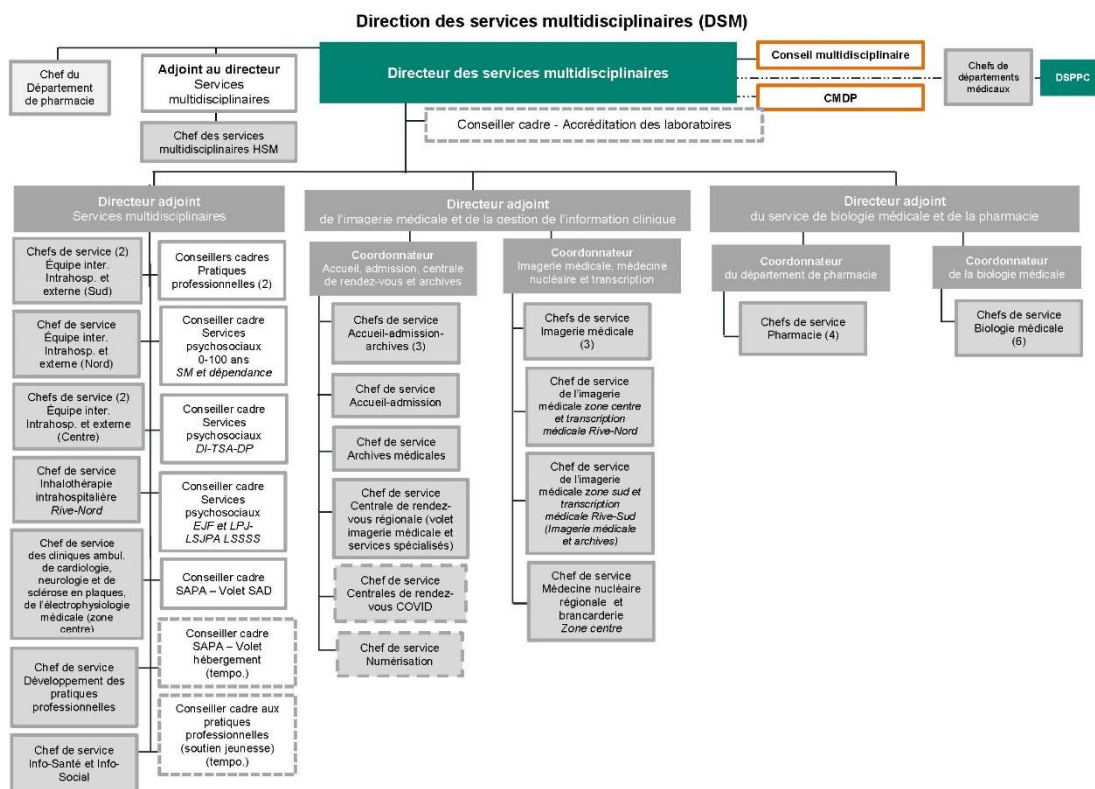 Direction des services multidisciplinaires (DSM)
Chef du
Département
de pharmacie
Adjoint au directeur
Services
multidisciplinaires
Chef des services
multidisciplinaires HSM
Directeur des services multidisciplinaires
Conseil multidisciplinaire
CMDP
Chefs de
départements
médicaux
DSPPC
Conseiller cadre - Accréditation des laboratoires
Directeur adjoint
Services multidisciplinaires
Chefs de service (2)
Équipe inter.
Intrahosp. et
externe (Sud)
Conseillers cadres
Pratiques
professionnelles (2)
Chef de service
Équipe inter.
Intrahosp. et
externe (Nord)
Conseiller cadre
Services
psychosociaux
0-100 ans
SM et dépendance
Chefs de service (2)
Équipe inter.
Intrahosp. et externe
(Centre)
Conseiller cadre
Services
psychosociaux
DI-TSA-DP
Chef de service
Inhalothérapie
intrahospitalière
Rive-Nord
Conseiller cadre
Services
psychosociaux
EJF et LPJ-
LSJPA LSSSS
Chef de service
des cliniques ambul.
de cardiologie,
neurologie et de
sclérose en plaques,
de l'électrophysiologie
médicale (zone
centre)
Conseiller cadre
SAPA – Volet SAD
Conseiller cadre
SAPA – Volet
hébergement
(tempo.)
Chef de service
Développement des
pratiques
professionnelles
Conseiller cadre aux
pratiques
professionnelles
(soutien jeunesse)
(tempo.)
Chef de service
Info-Santé et Info-
Social
Directeur adjoint
de l'imagerie médicale et de la gestion de l'information clinique
Coordonnateur
Accueil, admission, centrale
de rendez-vous et archives
Chefs de service
Accueil-admission-
archives (3)
Chef de service
Accueil-admission
Chef de service
Archives médicales
Chef de service
Centrale de rendez-
vous régionale (volet
imagerie médicale et
services spécialisés)
Chef de service
Centrales de rendez-
vous COVID
Chef de service
Numérisation
Coordonnateur
Imagerie médicale, médecine
nucléaire et transcription
Chefs de service
Imagerie médicale
(3)
Chef de service
de l'imagerie
médicale zone centre
et transcription
médicale Rive-Nord
Chef de service
de l'imagerie
médicale zone sud et
transcription
médicale Rive-Sud
(Imagerie médicale
et archives)
Chef de service
Médecine nucléaire
régionale et
brancarderie
Zone centre
Directeur adjoint
du service de biologie médicale et de la pharmacie
Coordonnateur
du département de pharmacie
Chefs de service
Pharmacie (4)
Coordonnateur
de la biologie médicale
Chefs de service
Biologie médicale
(6)